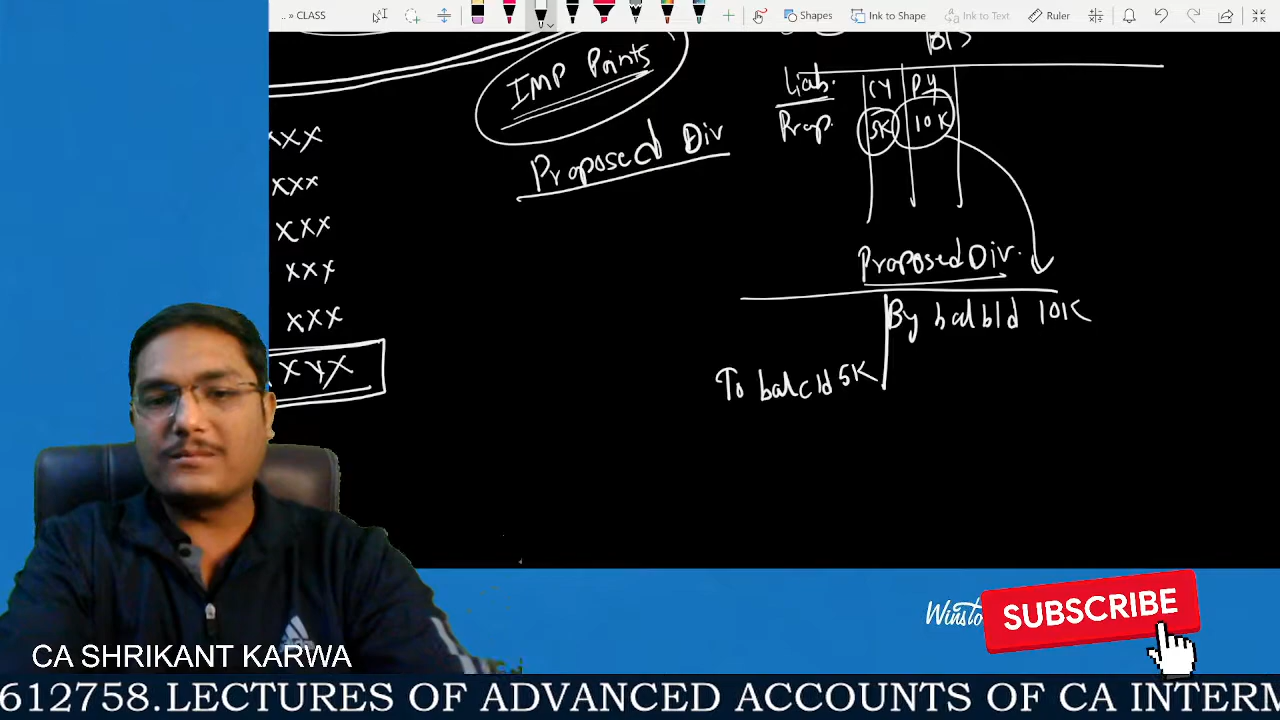 .. » CLASS
Shapes
Ink to Shape
Ink to Text
Ruler
IMP Points
Proposed Div
B/S
Liab. CY PY
Prop. 5K 10K
XXX
XXX
XXX
XXX
XXX
XXX
Proposed Div.
By bal b/d 10K
To bal c/d 5K
Winsto
SUBSCRIBE
CA SHRIKANT KARWA
612758.LECTURES OF ADVANCED ACCOUNTS OF CA INTERM